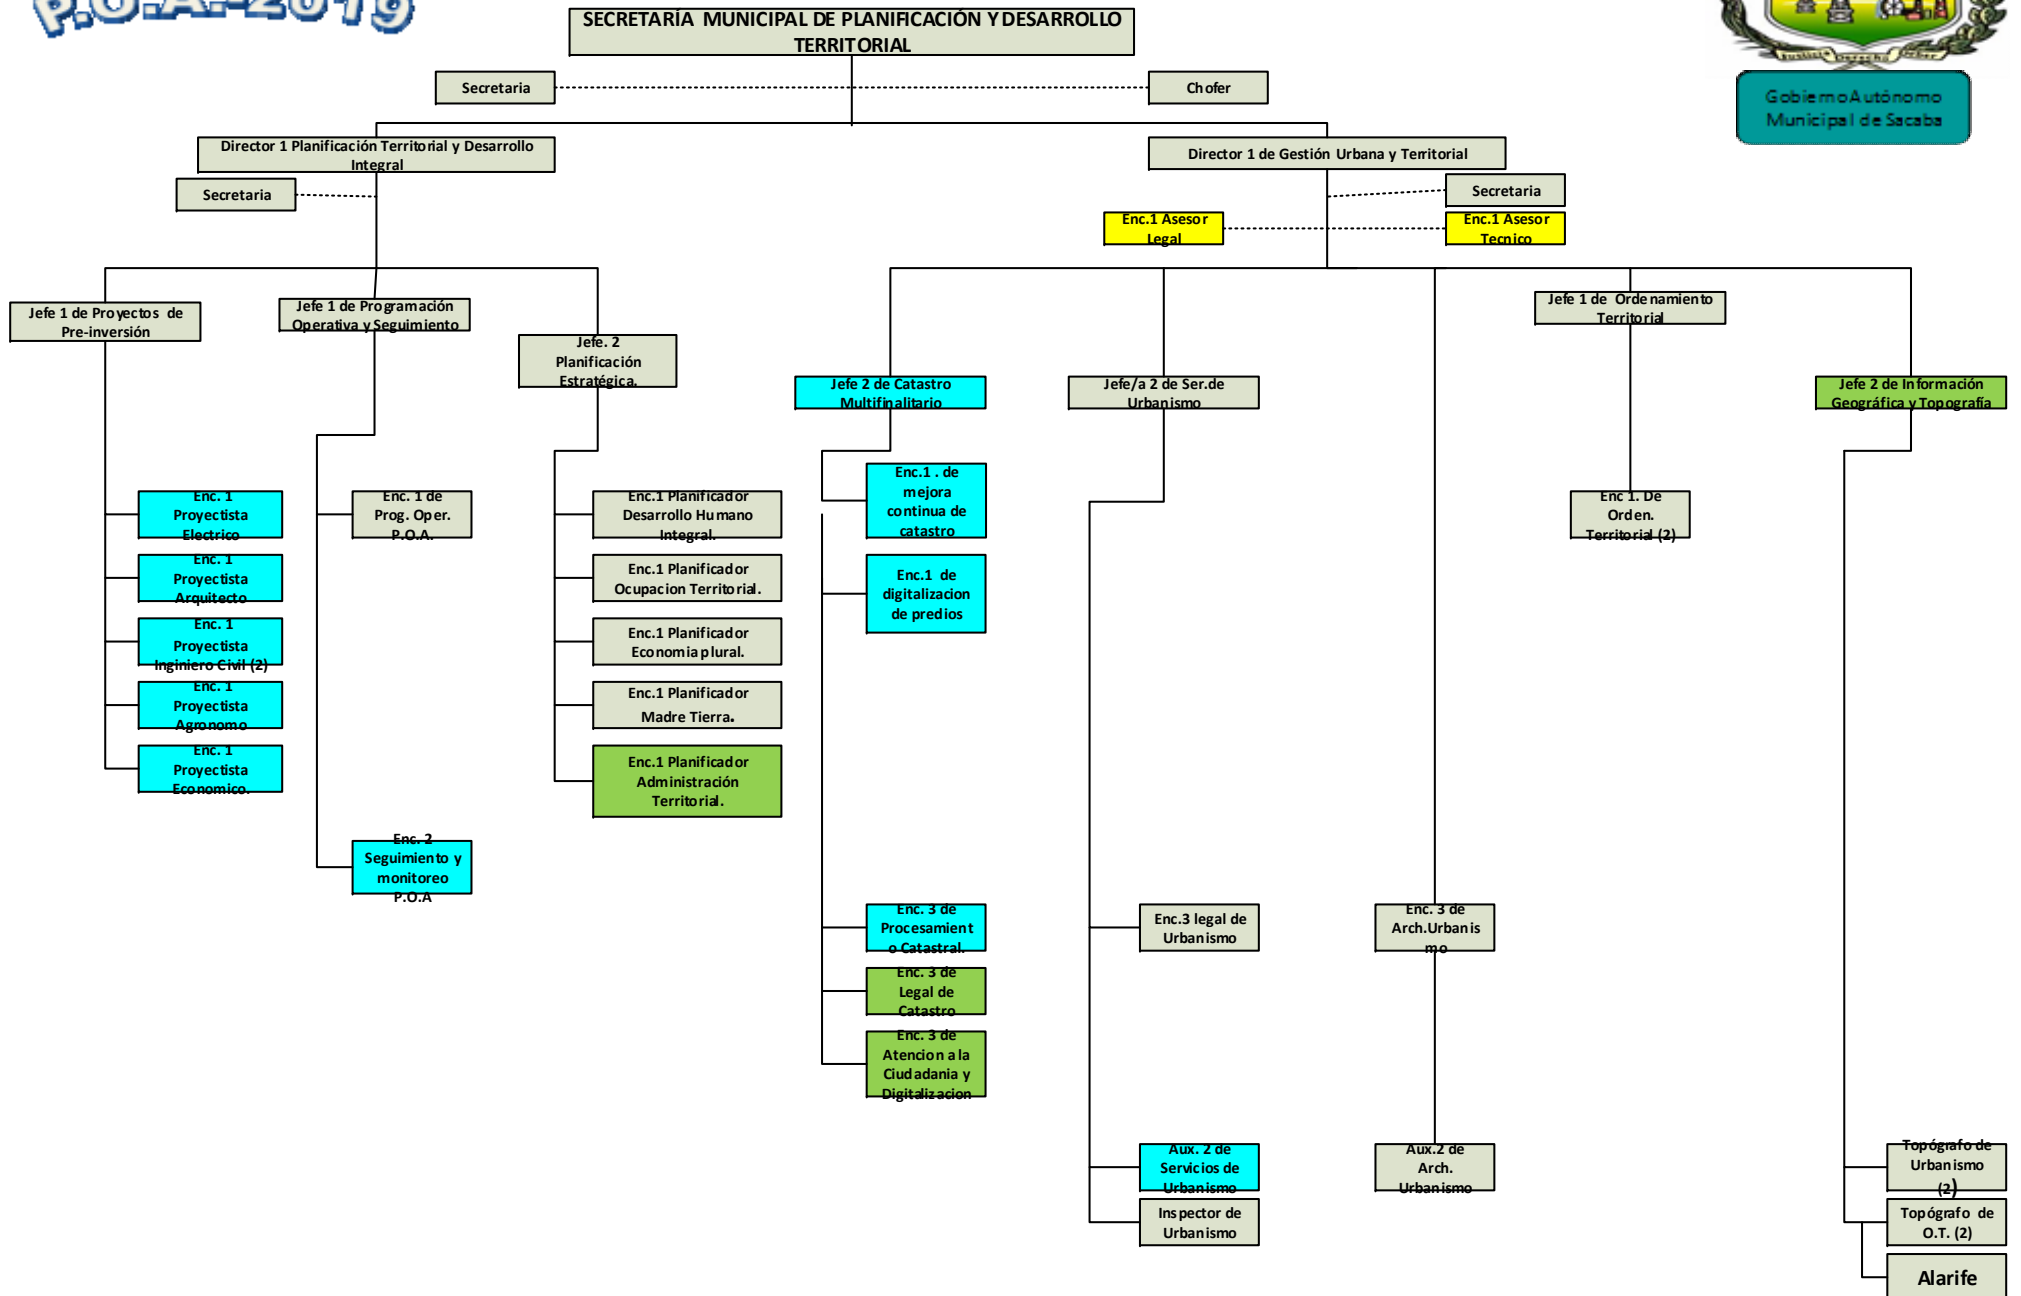 P.O.A.-2019
SECRETARÍA MUNICIPAL DE PLANIFICACIÓN Y DESARROLLO
TERRITORIAL
Justicia Derecho Deber
Gobierno Autónomo
Municipal de Sacaba
Secretaria
Chofer
Director 1 Planificación Territorial y Desarrollo
Integral
Director 1 de Gestión Urbana y Territorial
Secretaria
Secretaria
Enc.1 Asesor
Legal
Enc.1 Asesor
Tecnico
Jefe 1 de Proyectos de
Pre-inversión
Jefe 1 de Programación
Operativa y Seguimiento
Jefe. 2
Planificación
Estratégica.
Jefe 2 de Catastro
Multifinalitario
Jefe/a 2 de Ser.de
Urbanismo
Jefe 1 de Ordenamiento
Territorial
Jefe 2 de Información
Geográfica y Topografía
Enc. 1
Proyectista
Electrico
Enc. 1
Proyectista
Arquitecto
Enc. 1
Proyectista
Inginiero Civil (2)
Enc. 1
Proyectista
Agronomo
Enc. 1
Proyectista
Economico.
Enc. 1 de
Prog. Oper.
P.O.A.
Enc. 2
Seguimiento y
monitoreo
P.O.A
Enc.1 Planificador
Desarrollo Humano
Integral.
Enc.1 Planificador
Ocupacion Territorial.
Enc.1 Planificador
Economia plural.
Enc.1 Planificador
Madre Tierra.
Enc.1 Planificador
Administración
Territorial.
Enc.1 . de
mejora
continua de
catastro
Enc.1 de
digitalizacion
de predios
Enc. 3 de
Procesamient
o Catastral.
Enc. 3 de
Legal de
Catastro
Enc. 3 de
Atencion a la
Ciudadania y
Digitalizacion
Enc.3 legal de
Urbanismo
Aux. 2 de
Servicios de
Urbanismo
Inspector de
Urbanismo
Enc. 3 de
Arch.Urbanis
mo
Aux.2 de
Arch.
Urbanismo
Enc 1. De
Orden.
Territorial (2)
Topógrafo de
Urbanismo
(2)
Topógrafo de
O.T. (2)
Alarife